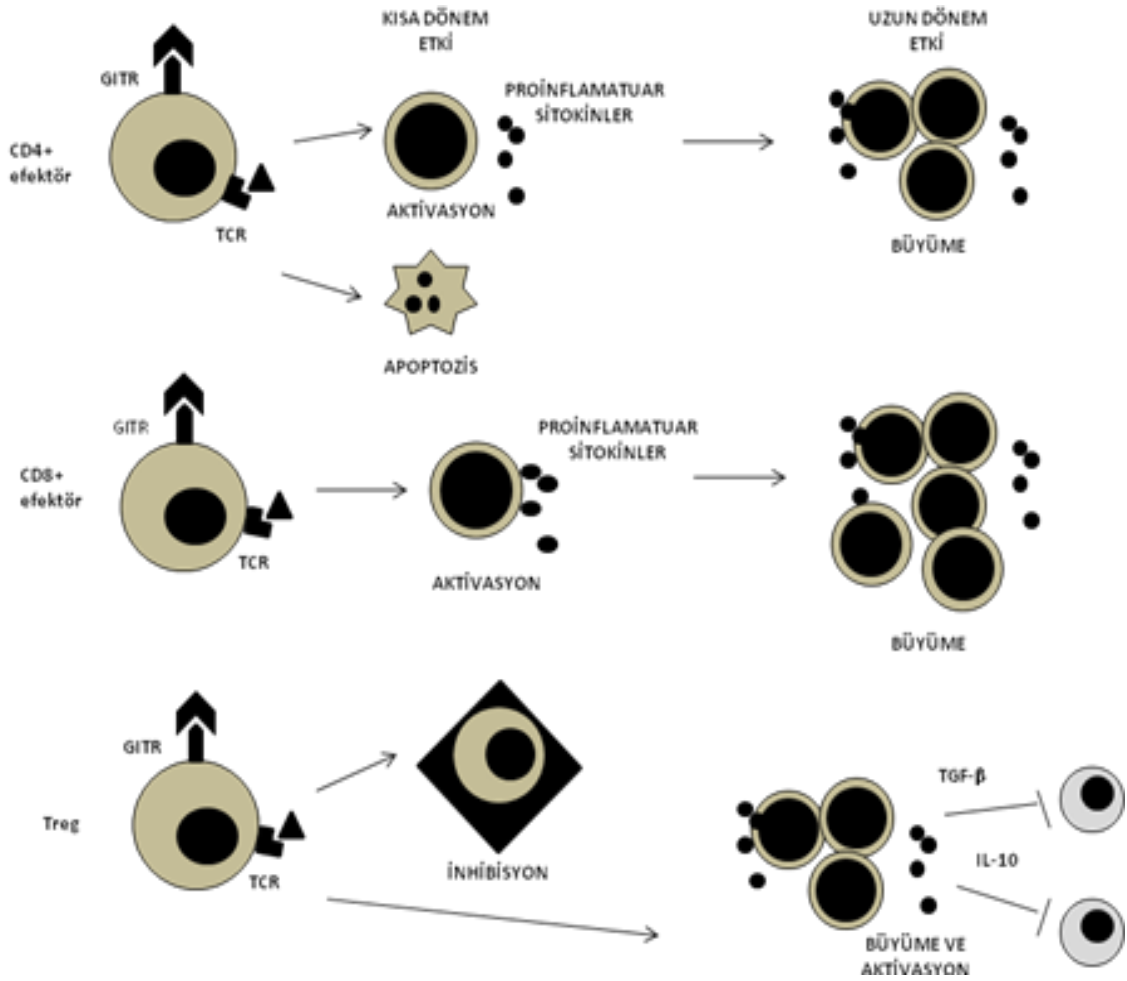 KISA DÖNEM
ETKİ
UZUN DÖNEM
ETKİ
GITR
PROİNFLAMATUAR
SİTOKİNLER
CD4+
efektör
TCR
AKTİVASYON
BÜYÜME
APOPTOZİS
GITR
PROİNFLAMATUAR
SİTOKİNLER
CD8+
efektör
TCR
AKTİVASYON
BÜYÜME
GITR
TGF-β
Treg
TCR
İNHİBİSYON
IL-10
BÜYÜME VE
AKTİVASYON